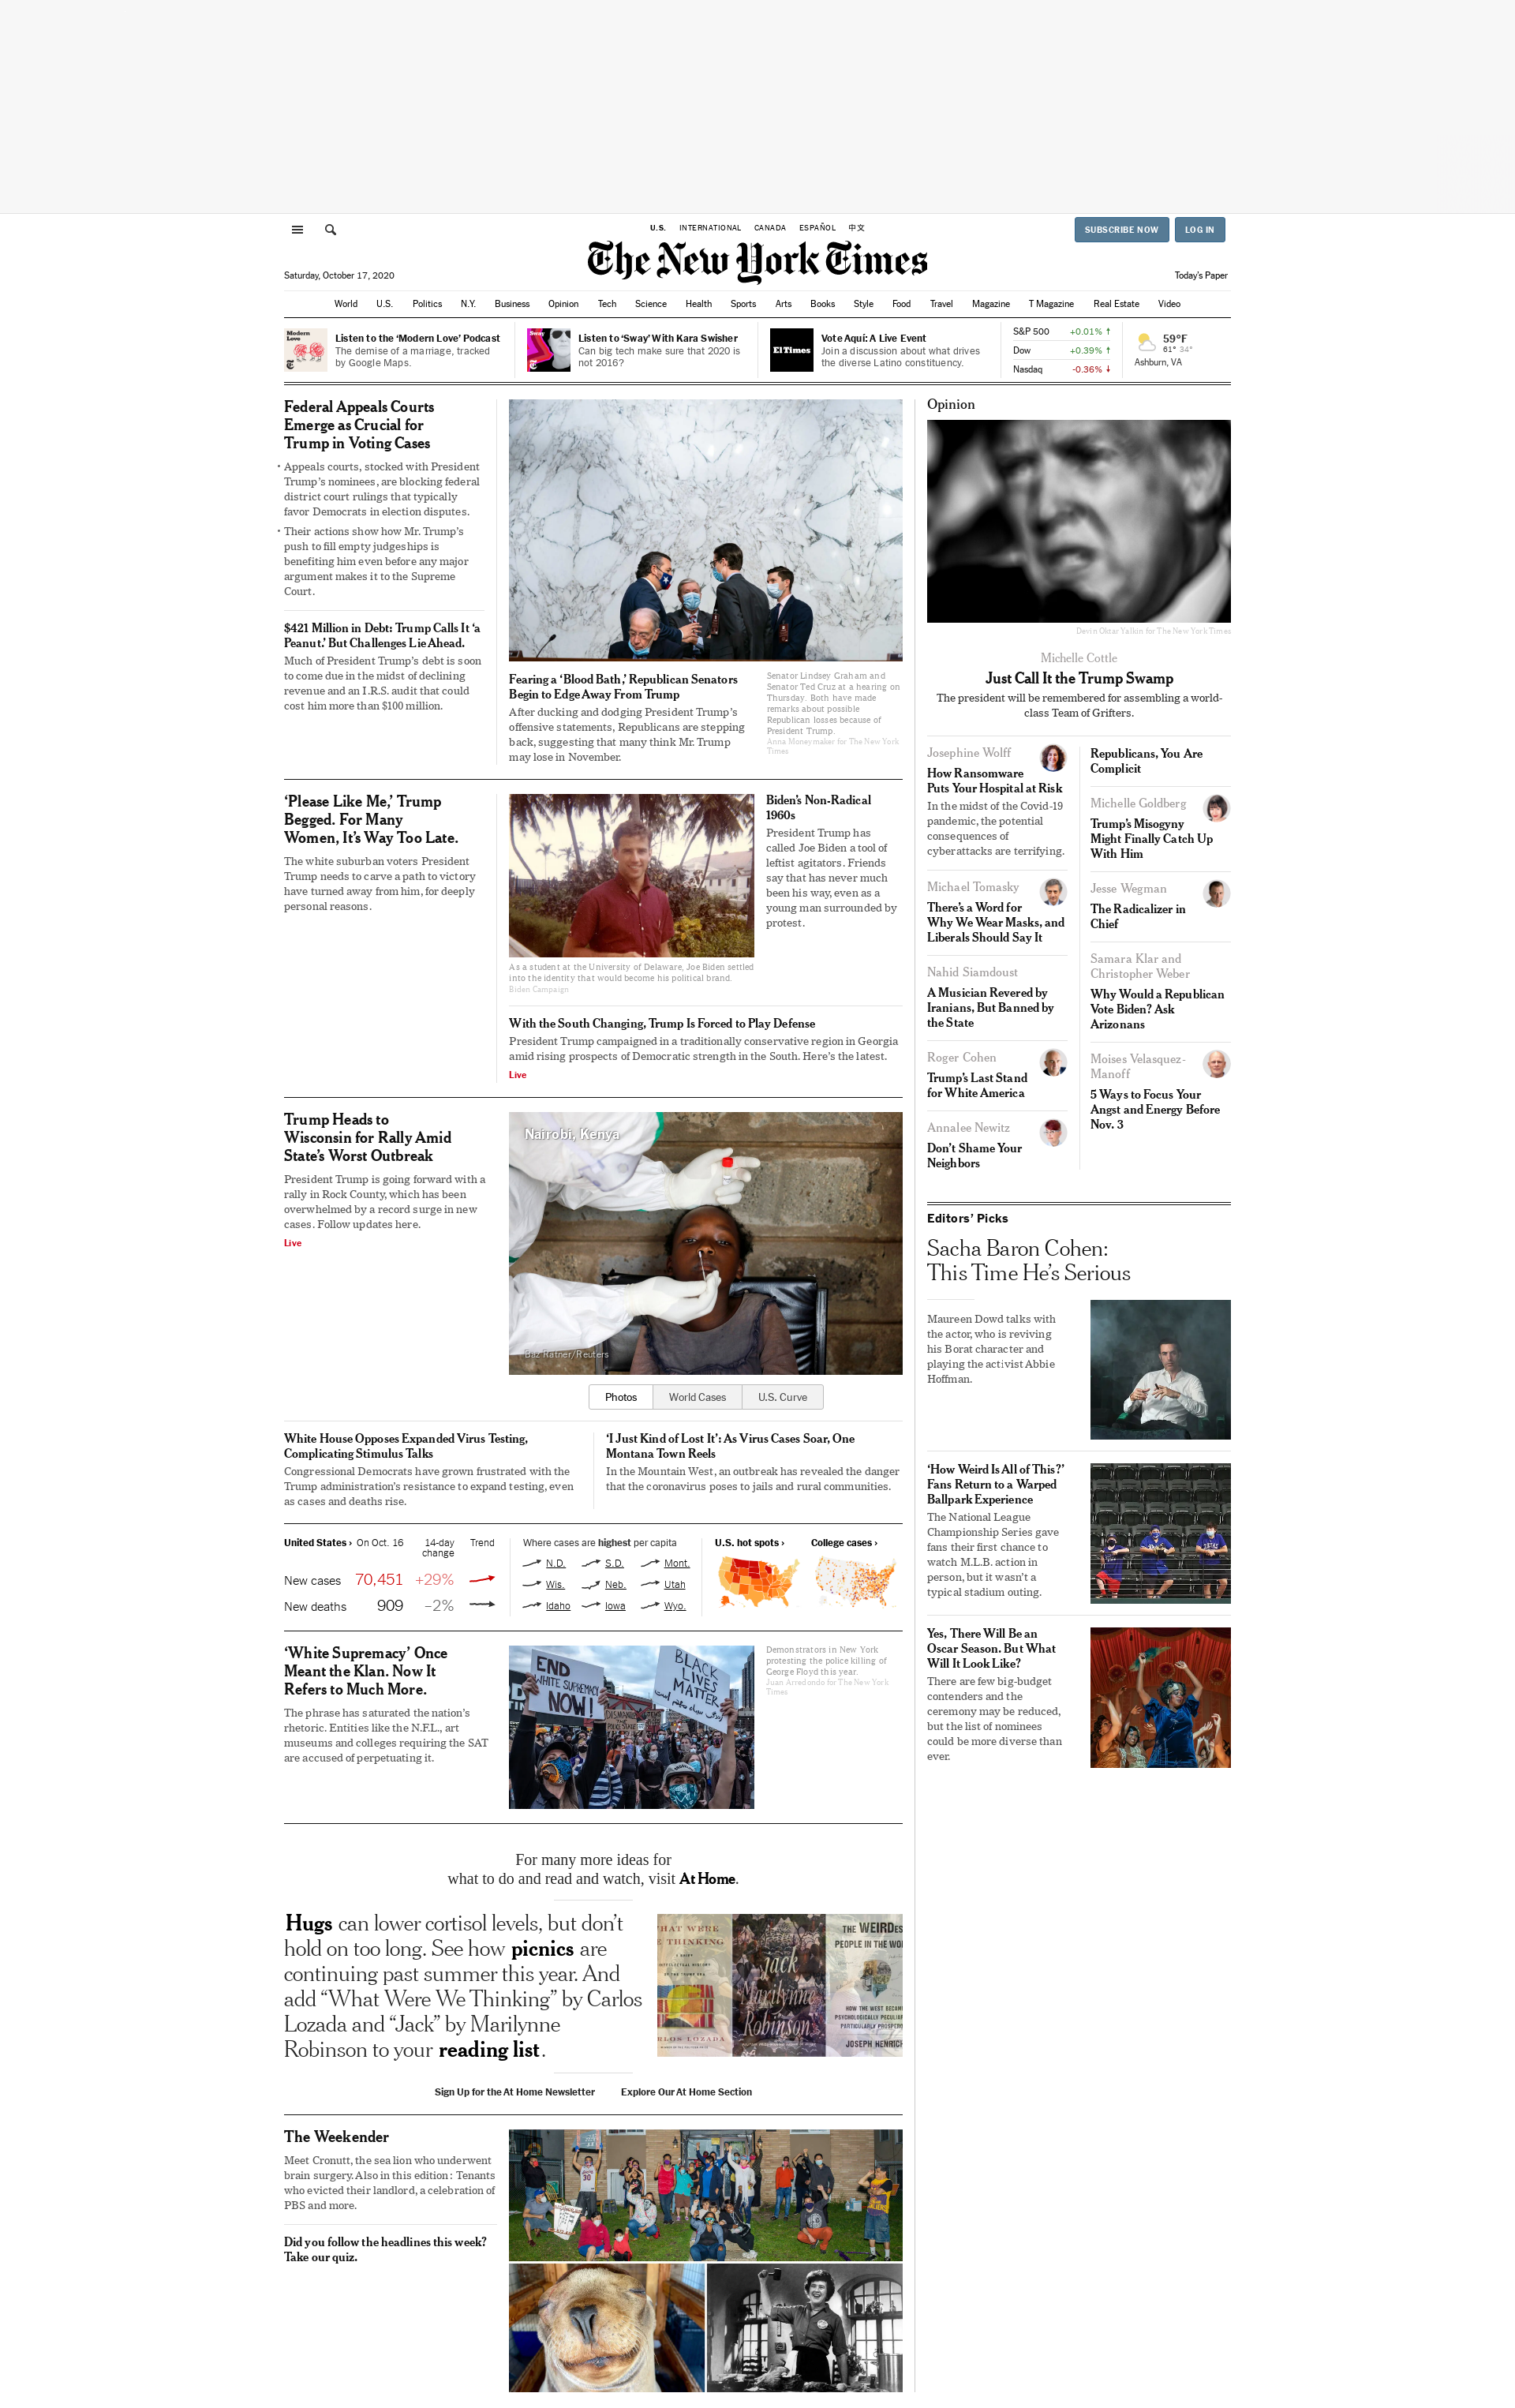 U.S. INTERNATIONAL CANADA ESPAÑOL 中文
SUBSCRIBE NOW LOG IN
The New York Times
Saturday, October 17, 2020
Today's Paper
World U.S. Politics N.Y. Business Opinion Tech Science Health Sports Arts Books Style Food Travel Magazine T Magazine Real Estate Video
Modern
Love
Listen to the ‘Modern Love’ Podcast
The demise of a marriage, tracked
by Google Maps.
Sway
Listen to ‘Sway’ With Kara Swisher
Can big tech make sure that 2020 is
not 2016?
El Times
Vote Aquí: A Live Event
Join a discussion about what drives
the diverse Latino constituency.
S&P 500 +0.01%
Dow +0.39%
Nasdaq -0.36%
59°F
61° 34°
Ashburn, VA
Federal Appeals Courts
Emerge as Crucial for
Trump in Voting Cases
• Appeals courts, stocked with President
Trump’s nominees, are blocking federal
district court rulings that typically
favor Democrats in election disputes.
• Their actions show how Mr. Trump’s
push to fill empty judgeships is
benefiting him even before any major
argument makes it to the Supreme
Court.
$421 Million in Debt: Trump Calls It ‘a
Peanut.’ But Challenges Lie Ahead.
Much of President Trump’s debt is soon
to come due in the midst of declining
revenue and an I.R.S. audit that could
cost him more than $100 million.
Fearing a ‘Blood Bath,’ Republican Senators
Begin to Edge Away From Trump
After ducking and dodging President Trump’s
offensive statements, Republicans are stepping
back, suggesting that many think Mr. Trump
may lose in November.
Senator Lindsey Graham and
Senator Ted Cruz at a hearing on
Thursday. Both have made
remarks about possible
Republican losses because of
President Trump.
Anna Moneymaker for The New York
Times
‘Please Like Me,’ Trump
Begged. For Many
Women, It’s Way Too Late.
The white suburban voters President
Trump needs to carve a path to victory
have turned away from him, for deeply
personal reasons.
As a student at the University of Delaware, Joe Biden settled
into the identity that would become his political brand.
Biden Campaign
Biden’s Non-Radical
1960s
President Trump has
called Joe Biden a tool of
leftist agitators. Friends
say that has never much
been his way, even as a
young man surrounded by
protest.
With the South Changing, Trump Is Forced to Play Defense
President Trump campaigned in a traditionally conservative region in Georgia
amid rising prospects of Democratic strength in the South. Here’s the latest.
Live
Trump Heads to
Wisconsin for Rally Amid
State’s Worst Outbreak
President Trump is going forward with a
rally in Rock County, which has been
overwhelmed by a record surge in new
cases. Follow updates here.
Live
Nairobi, Kenya
Baz Ratner/Reuters
Photos World Cases U.S. Curve
White House Opposes Expanded Virus Testing,
Complicating Stimulus Talks
Congressional Democrats have grown frustrated with the
Trump administration’s resistance to expand testing, even
as cases and deaths rise.
‘I Just Kind of Lost It’: As Virus Cases Soar, One
Montana Town Reels
In the Mountain West, an outbreak has revealed the danger
that the coronavirus poses to jails and rural communities.
United States › On Oct. 16 14-day
change Trend
New cases 70,451 +29%
New deaths 909 –2%
Where cases are highest per capita
N.D. S.D. Mont.
Wis. Neb. Utah
Idaho Iowa Wyo.
U.S. hot spots › College cases ›
‘White Supremacy’ Once
Meant the Klan. Now It
Refers to Much More.
The phrase has saturated the nation’s
rhetoric. Entities like the N.F.L., art
museums and colleges requiring the SAT
are accused of perpetuating it.
END
WHITE SUPREMACY
NOW!
BLACK
LIVES
MATTER
Demonstrators in New York
protesting the police killing of
George Floyd this year.
Juan Arredondo for The New York
Times
For many more ideas for
what to do and read and watch, visit At Home.
Hugs can lower cortisol levels, but don’t
hold on too long. See how picnics are
continuing past summer this year. And
add “What Were We Thinking” by Carlos
Lozada and “Jack” by Marilynne
Robinson to your reading list.
HAT WERE
THINKING
RLOS LOZADA
jack
Marilynne
Robinson
THE WEIRDes
PEOPLE IN THE WO
HOW THE WEST BECAM
PSYCHOLOGICALLY PECULIA
PARTICULARLY PROSPERO
JOSEPH HENRICH
Sign Up for the At Home Newsletter Explore Our At Home Section
The Weekender
Meet Cronutt, the sea lion who underwent
brain surgery. Also in this edition: Tenants
who evicted their landlord, a celebration of
PBS and more.
Did you follow the headlines this week?
Take our quiz.
Opinion
Devin Oktar Yalkin for The New York Times
Michelle Cottle
Just Call It the Trump Swamp
The president will be remembered for assembling a world-
class Team of Grifters.
Josephine Wolff
How Ransomware
Puts Your Hospital at Risk
In the midst of the Covid-19
pandemic, the potential
consequences of
cyberattacks are terrifying.
Michael Tomasky
There’s a Word for
Why We Wear Masks, and
Liberals Should Say It
Nahid Siamdoust
A Musician Revered by
Iranians, But Banned by
the State
Roger Cohen
Trump’s Last Stand
for White America
Annalee Newitz
Don’t Shame Your
Neighbors
Republicans, You Are
Complicit
Michelle Goldberg
Trump’s Misogyny
Might Finally Catch Up
With Him
Jesse Wegman
The Radicalizer in
Chief
Samara Klar and
Christopher Weber
Why Would a Republican
Vote Biden? Ask
Arizonans
Moises Velasquez-
Manoff
5 Ways to Focus Your
Angst and Energy Before
Nov. 3
Editors’ Picks
Sacha Baron Cohen:
This Time He’s Serious
Maureen Dowd talks with
the actor, who is reviving
his Borat character and
playing the activist Abbie
Hoffman.
‘How Weird Is All of This?’
Fans Return to a Warped
Ballpark Experience
The National League
Championship Series gave
fans their first chance to
watch M.L.B. action in
person, but it wasn’t a
typical stadium outing.
Yes, There Will Be an
Oscar Season. But What
Will It Look Like?
There are few big-budget
contenders and the
ceremony may be reduced,
but the list of nominees
could be more diverse than
ever.